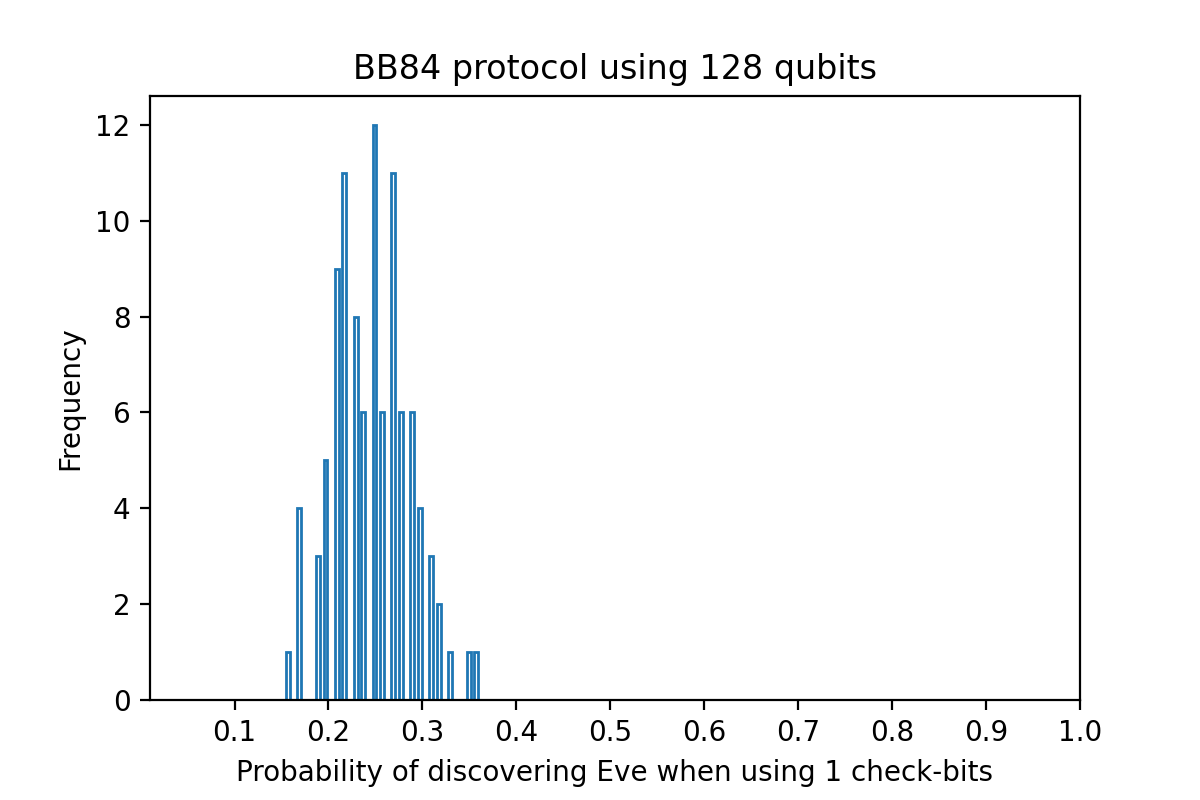 BB84 protocol using 128 qubits
12
10
8
6
4
2
0
Frequency
0.1 0.2 0.3 0.4 0.5 0.6 0.7 0.8 0.9 1.0
Probability of discovering Eve when using 1 check-bits